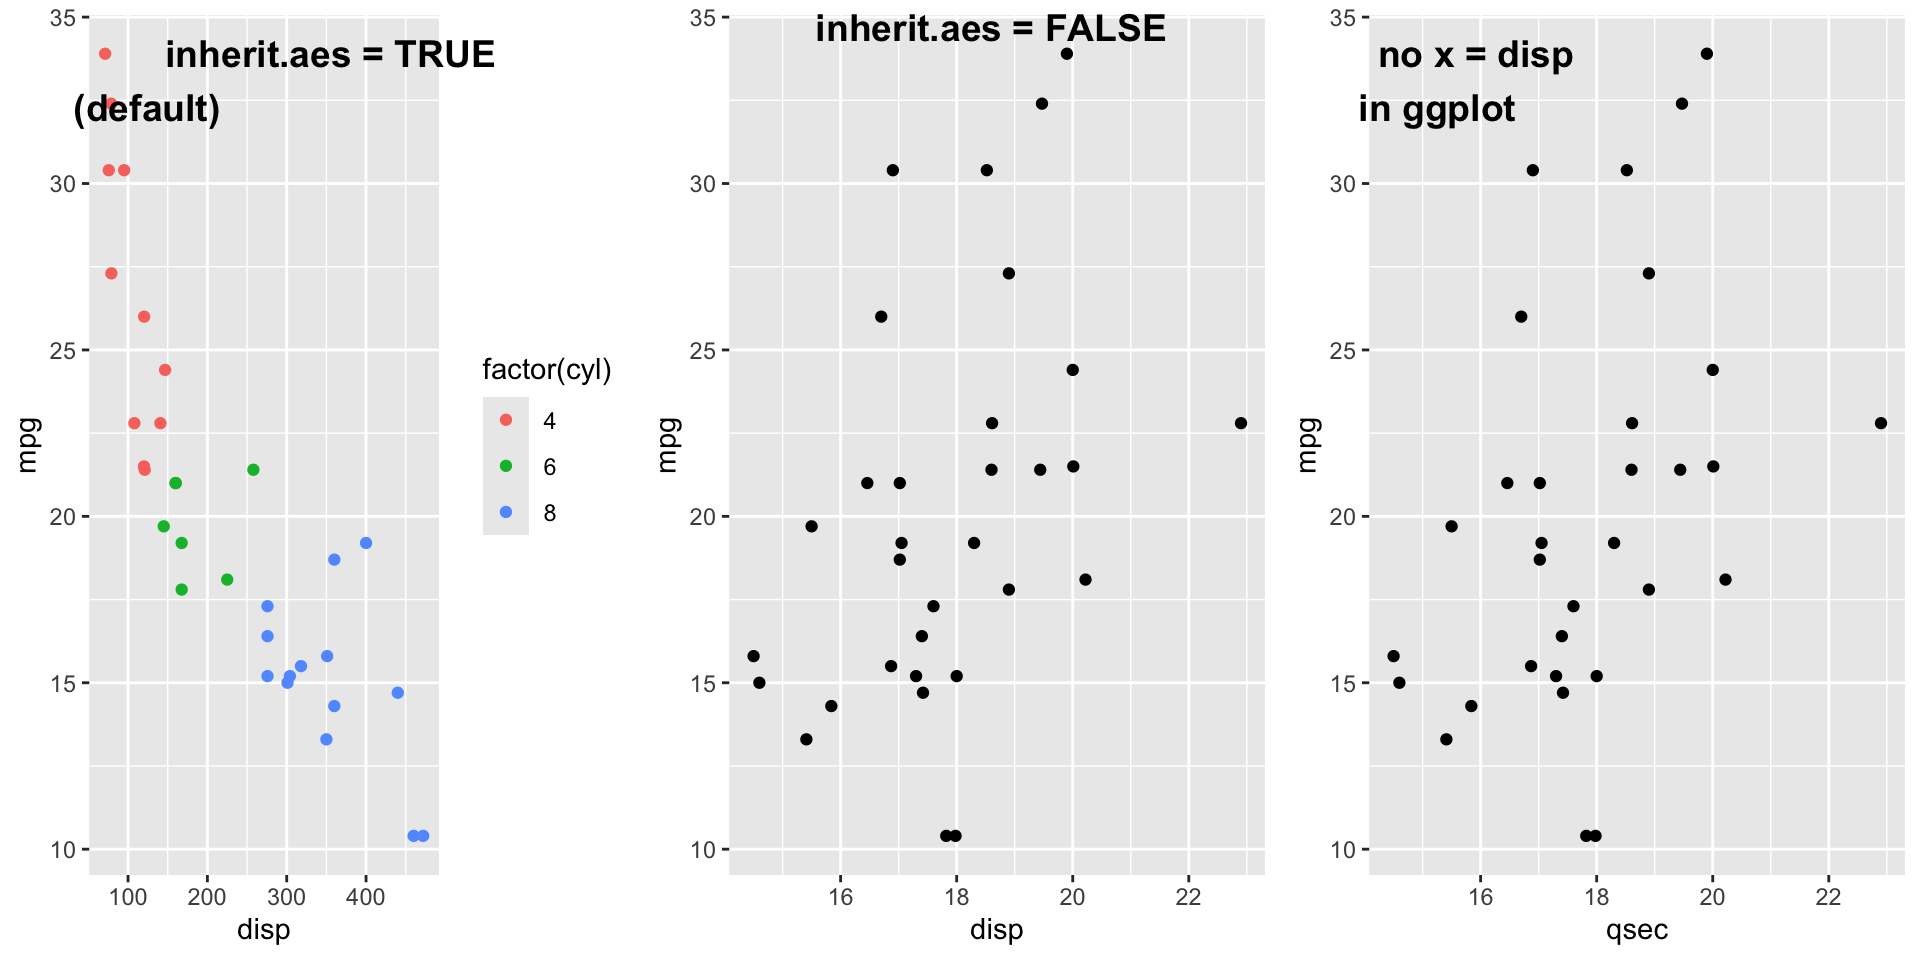 inherit.aes = TRUE
(default)
35
30
25
20
15
10
mpg
100 200 300 400
disp
factor(cyl)
4
6
8
inherit.aes = FALSE
35
30
25
20
15
10
mpg
16 18 20 22
disp
no x = disp
in ggplot
35
30
25
20
15
10
mpg
16 18 20 22
qsec